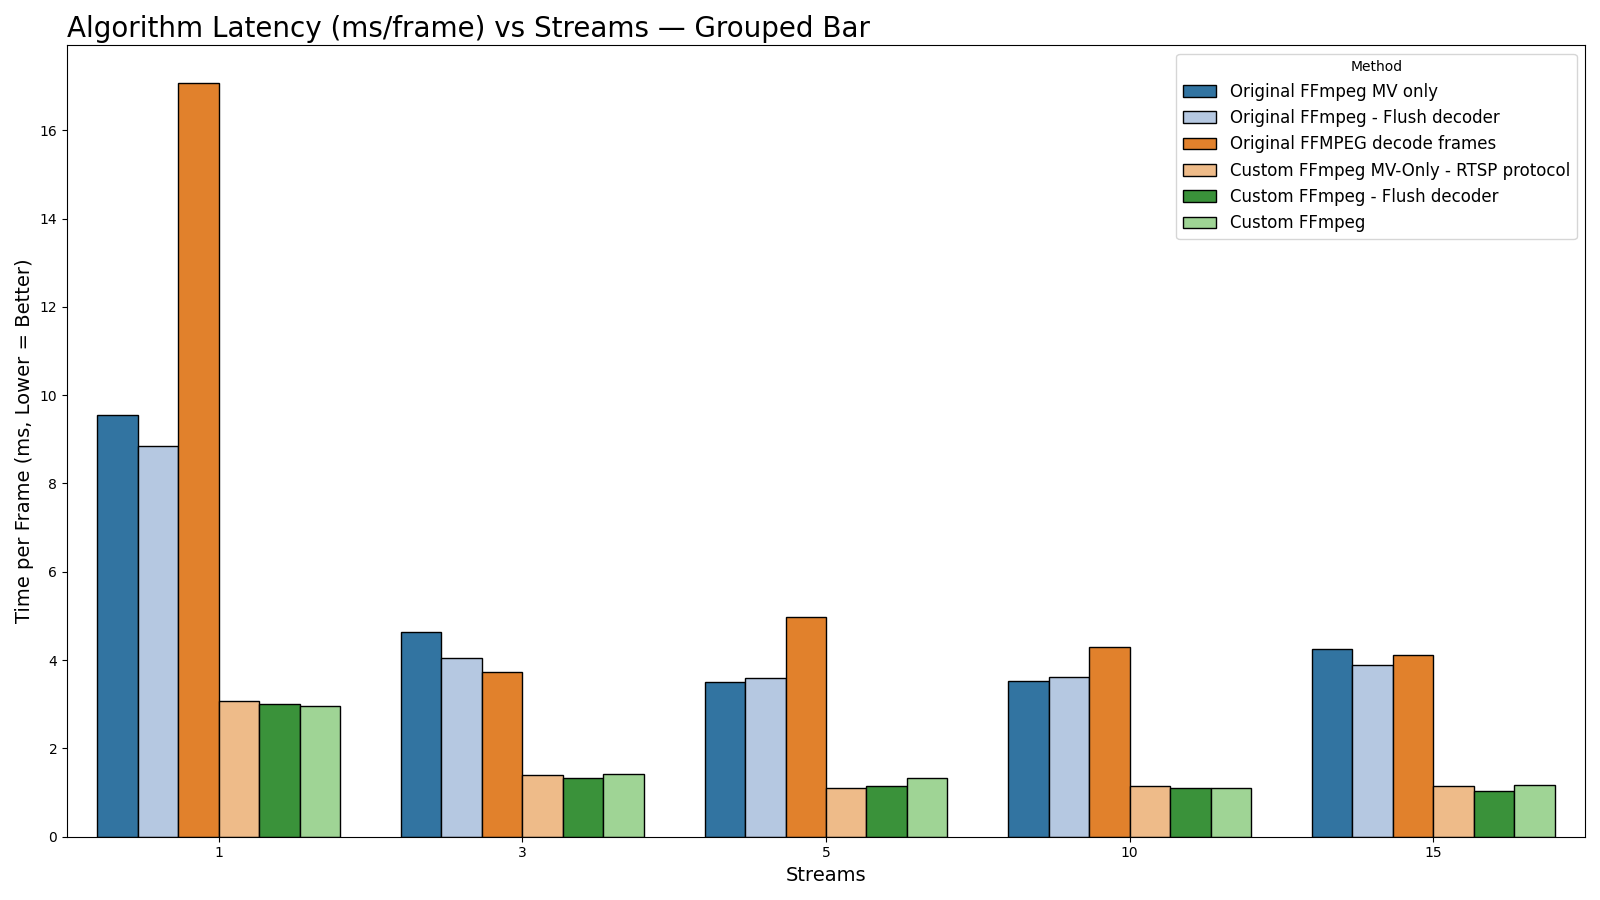 Algorithm Latency (ms/frame) vs Streams — Grouped Bar
Method
Original FFmpeg MV only
Original FFmpeg - Flush decoder
Original FFMPEG decode frames
Custom FFmpeg MV-Only - RTSP protocol
Custom FFmpeg - Flush decoder
Custom FFmpeg
Time per Frame (ms, Lower = Better)
16
14
12
10
8
6
4
2
0
1 3 5 10 15
Streams